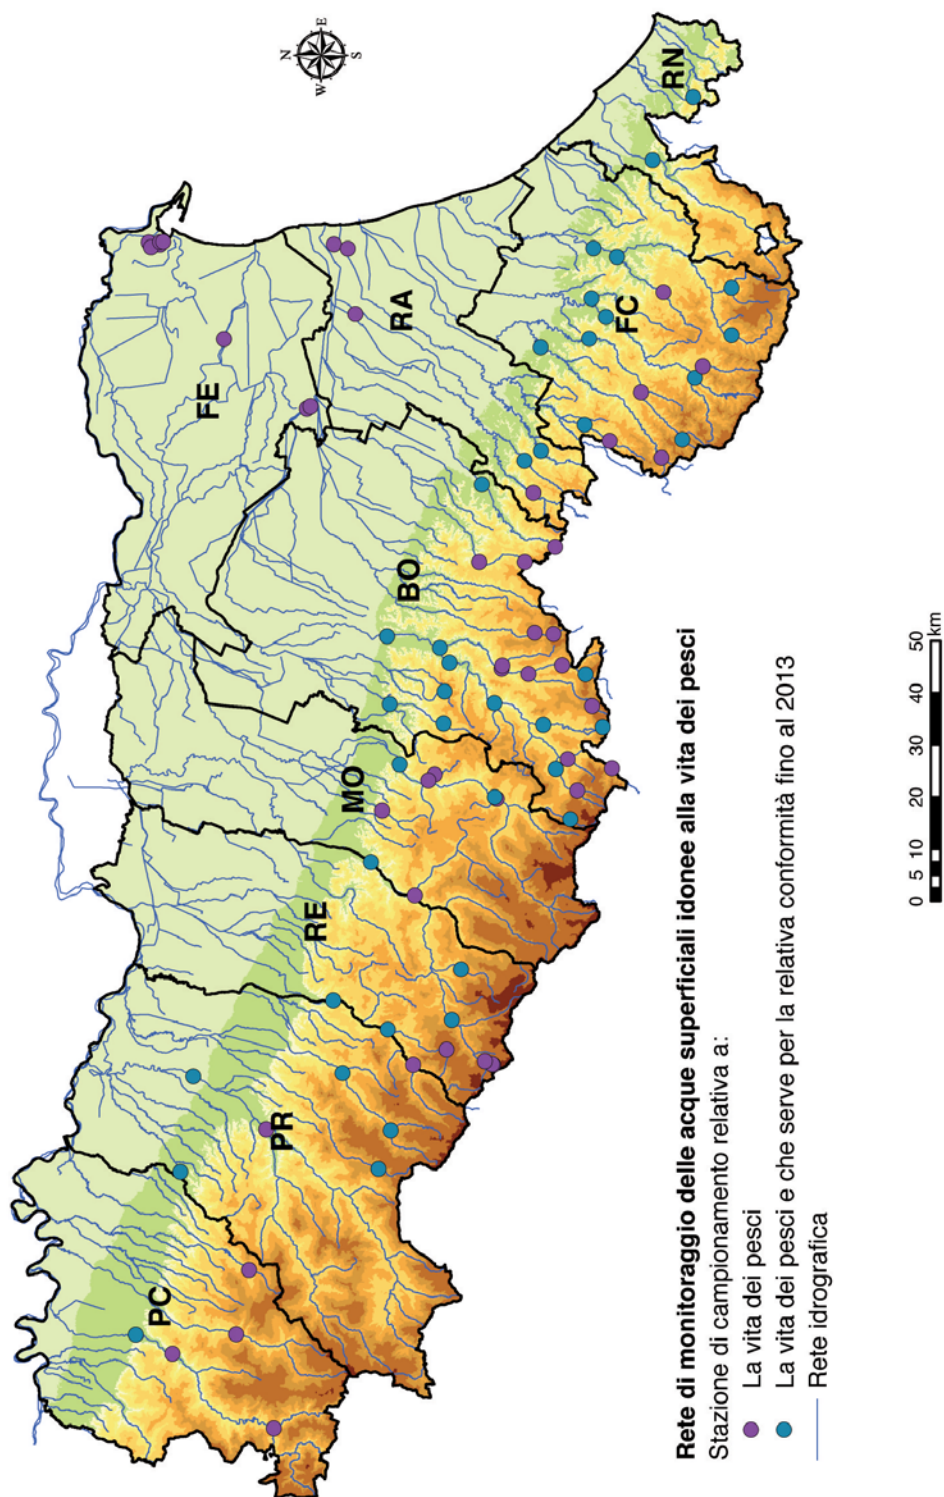 N
W E
S
PC
PR
RE
MO
BO
FE
RA
FC
RN
Rete di monitoraggio delle acque superficiali idonee alla vita dei pesci
Stazione di campionamento relativa a:
La vita dei pesci
La vita dei pesci e che serve per la relativa conformità fino al 2013
Rete idrografica
0 5 10 20 30 40 50
km